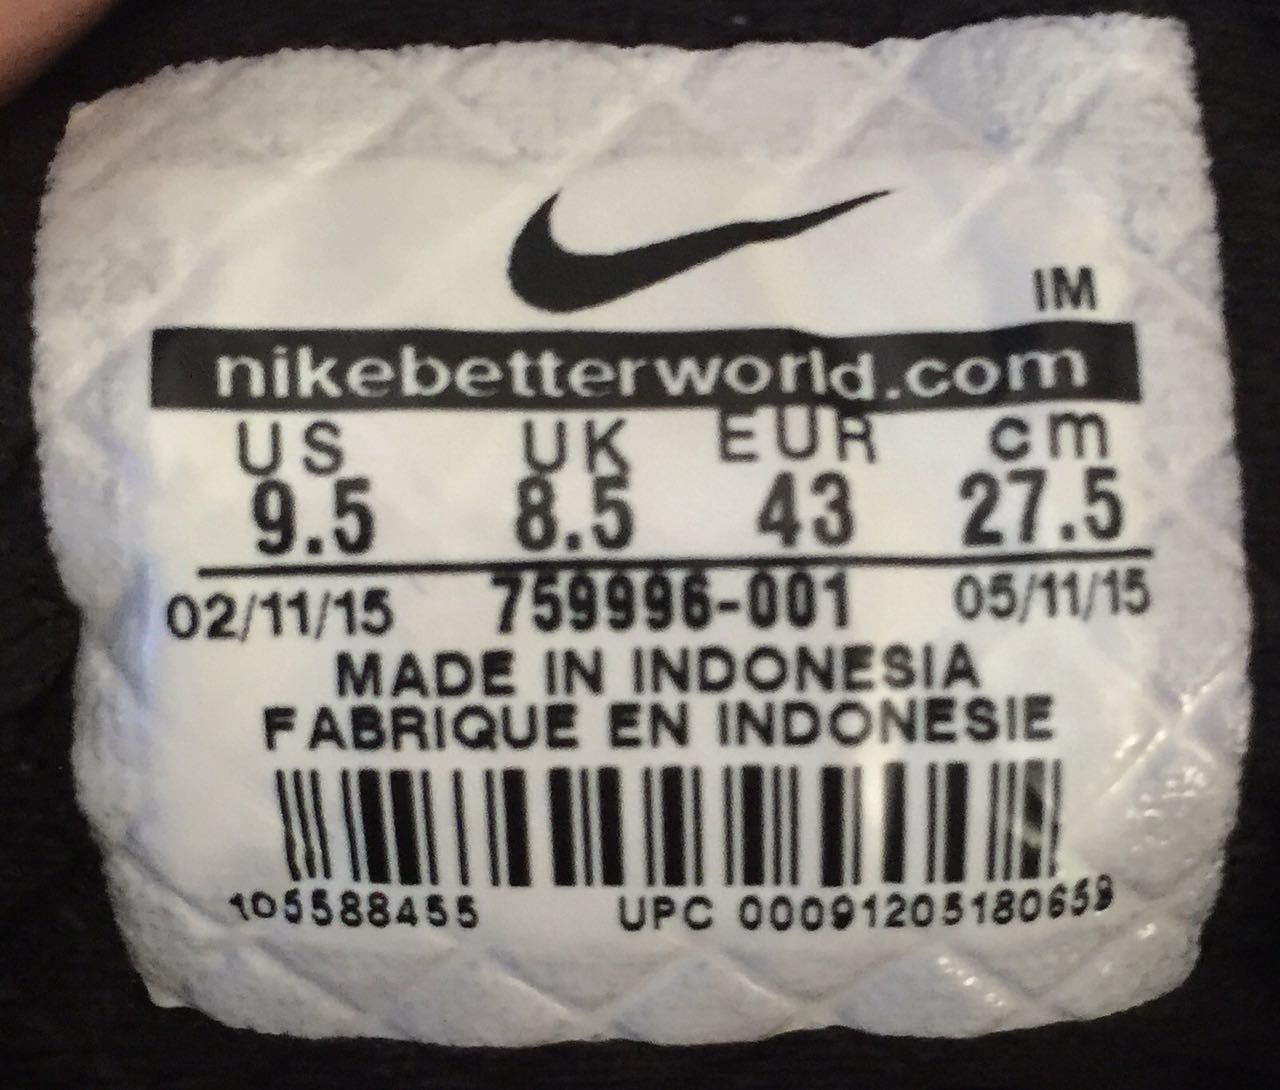 IM
nikebetterworld.com
US UK EUR cm
9.5 8.5 43 27.5
02/11/15 759996-001 05/11/15
MADE IN INDONESIA
FABRIQUE EN INDONESIE
105588455 UPC 00091205180659